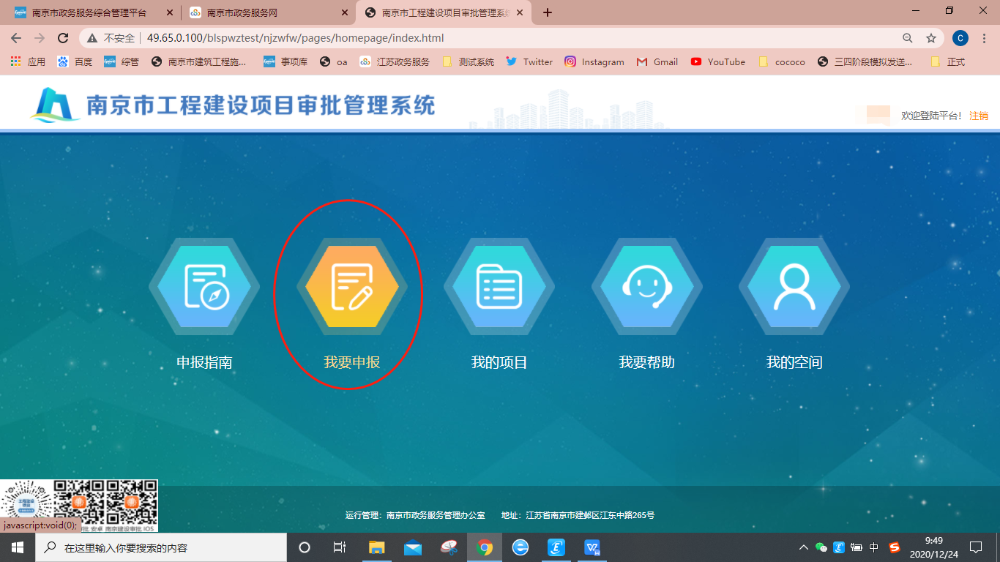 南京市政务服务综合管理平台
南京市政务服务网
南京市工程建设项目审批管理系
不安全 49.65.0.100/blspwztest/njzwfw/pages/homepage/index.html
C
应用 百度 综管 南京市建筑工程施... 事项库 oa 江苏政务服务 测试系统 Twitter Instagram Gmail YouTube cococo 三四阶段模拟发送... 正式
南京市工程建设项目审批管理系统
欢迎登陆平台! 注销
申报指南 我要申报 我的项目 我要帮助 我的空间
运行管理:南京市政务服务管理办公室 地址:江苏省南京市建邺区江东中路265号
javascript:void(0);
批 安卓 南京建设审批 IOS
在这里输入你要搜索的内容
中
9:49
2020/12/24